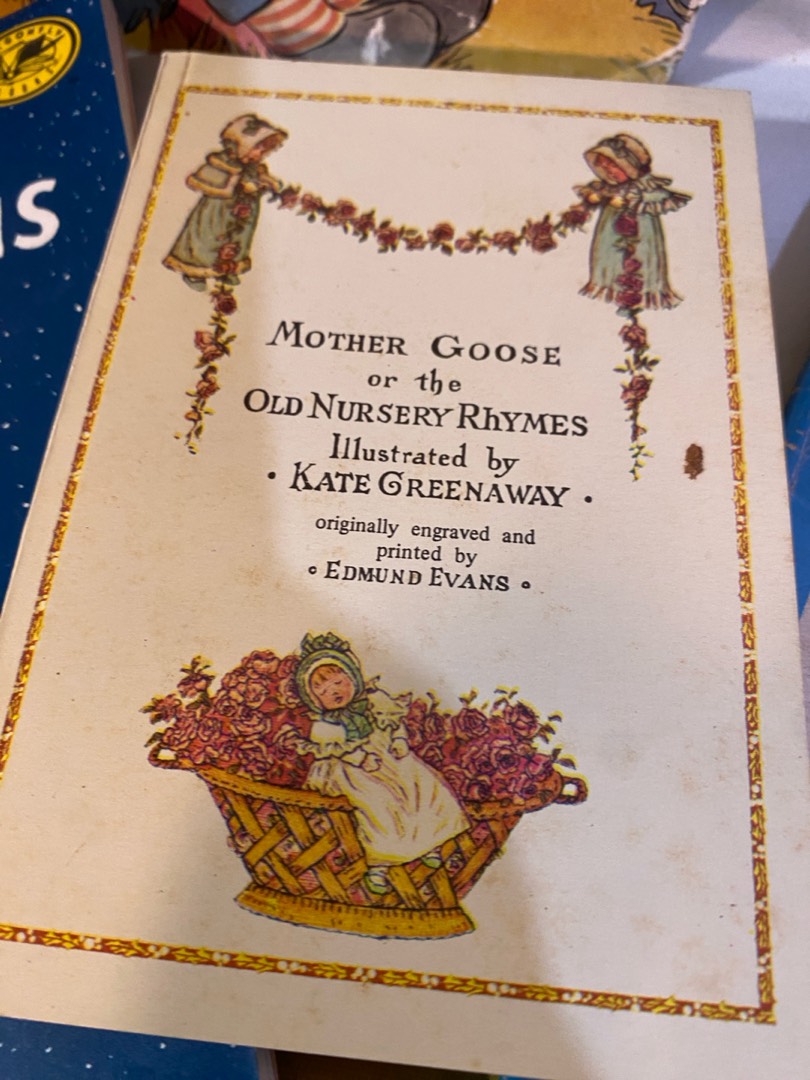 MOTHER GOOSE
or the
OLD NURSERY RHYMES
Illustrated by
• KATE GREENAWAY •
originally engraved and
printed by
∘ EDMUND EVANS ∘